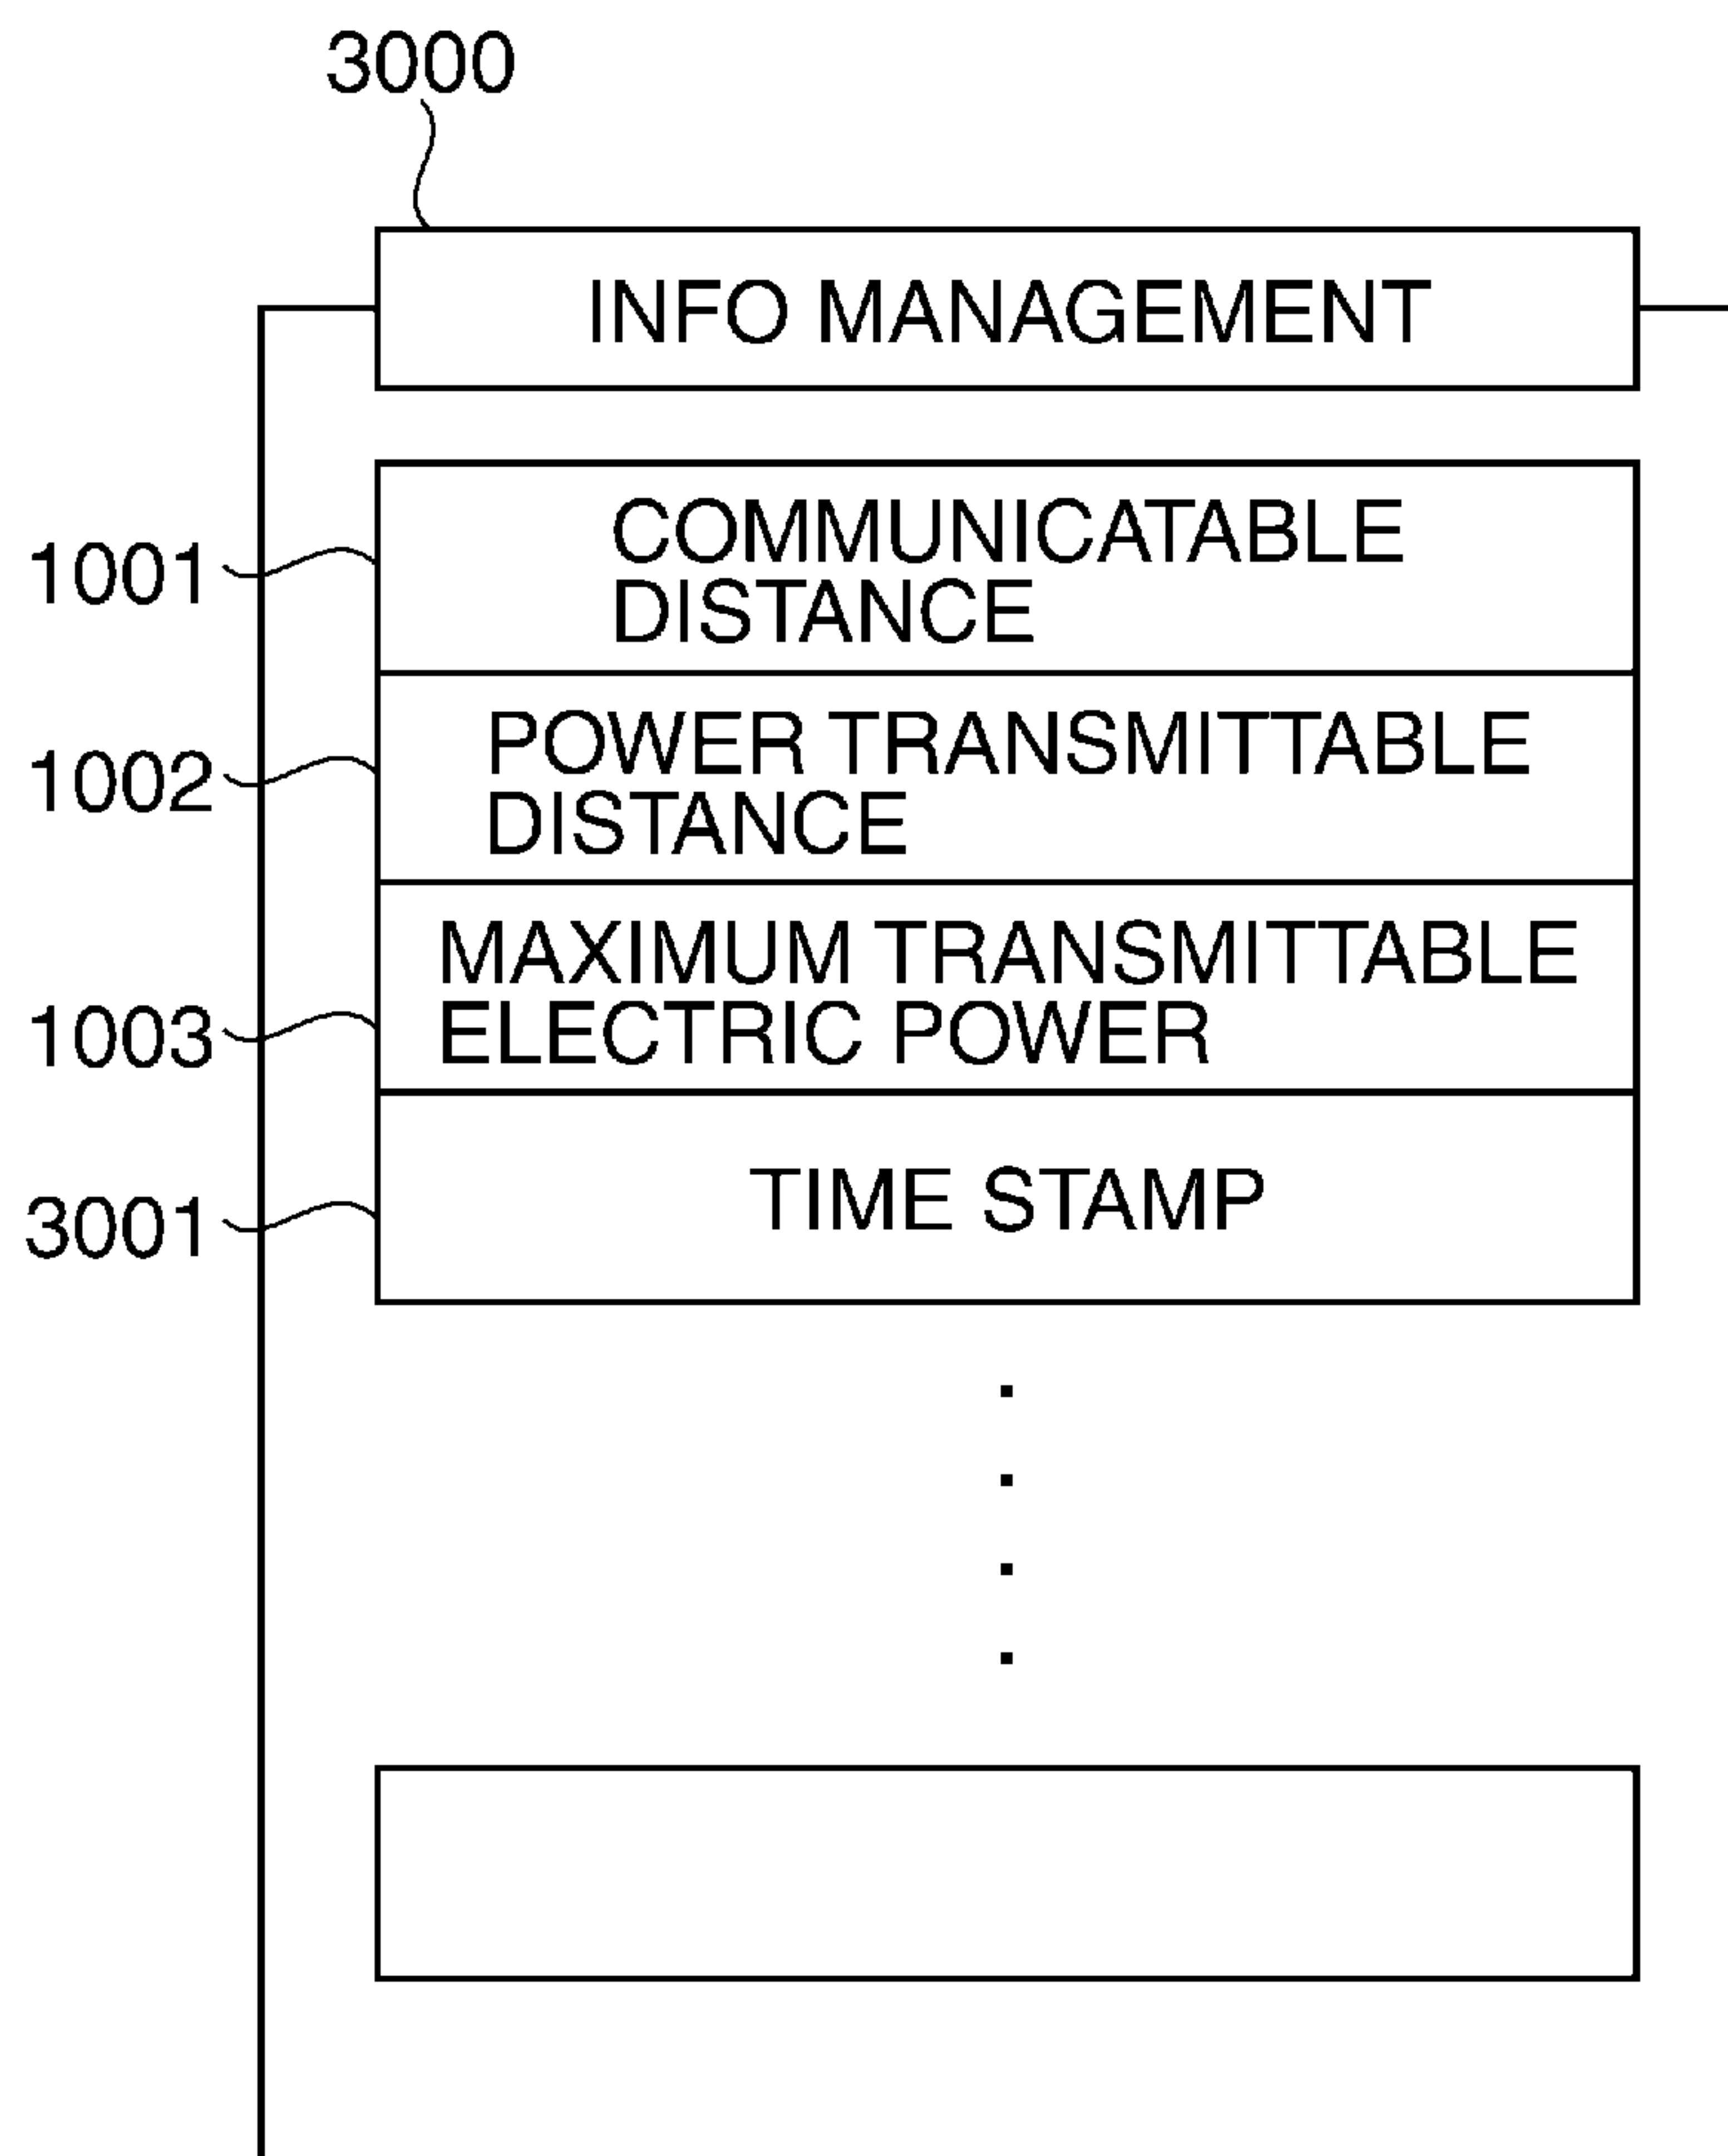 3000
INFO MANAGEMENT
1001
COMMUNICATABLE
DISTANCE
1002
POWER TRANSMITTABLE
DISTANCE
1003
MAXIMUM TRANSMITTABLE
ELECTRIC POWER
3001
TIME STAMP